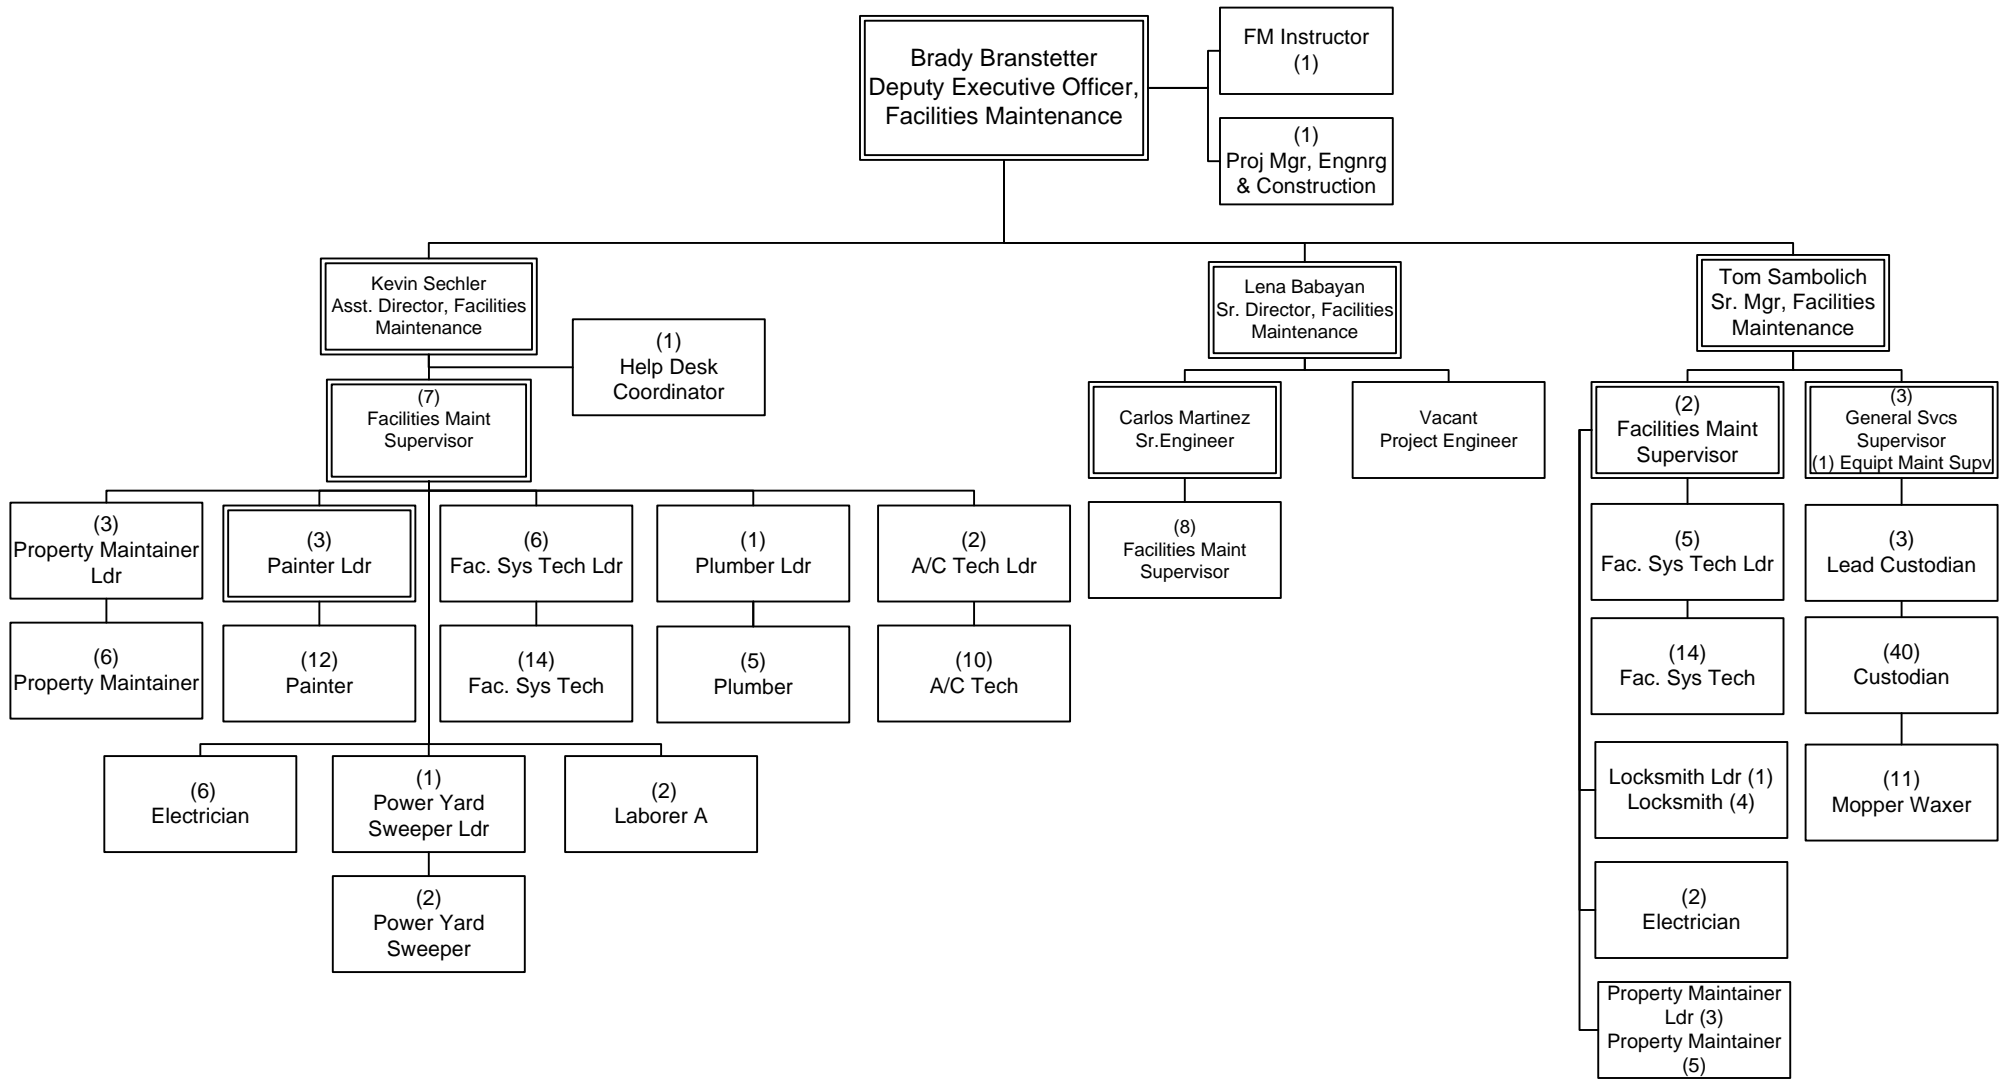 Brady Branstetter
Deputy Executive Officer,
Facilities Maintenance
FM Instructor
(1)
(1)
Proj Mgr, Engnrg
& Construction
Kevin Sechler
Asst. Director, Facilities
Maintenance
(1)
Help Desk
Coordinator
(7)
Facilities Maint
Supervisor
Lena Babayan
Sr. Director, Facilities
Maintenance
Tom Sambolich
Sr. Mgr, Facilities
Maintenance
Carlos Martinez
Sr.Engineer
Vacant
Project Engineer
(8)
Facilities Maint
Supervisor
(2)
Facilities Maint
Supervisor
(3)
General Svcs
Supervisor
(1) Equipt Maint Supv
(3)
Property Maintainer
Ldr
(3)
Painter Ldr
(6)
Fac. Sys Tech Ldr
(1)
Plumber Ldr
(2)
A/C Tech Ldr
(6)
Property Maintainer
(12)
Painter
(14)
Fac. Sys Tech
(5)
Plumber
(10)
A/C Tech
(6)
Electrician
(1)
Power Yard
Sweeper Ldr
(2)
Laborer A
(2)
Power Yard
Sweeper
(5)
Fac. Sys Tech Ldr
(14)
Fac. Sys Tech
Locksmith Ldr (1)
Locksmith (4)
(2)
Electrician
Property Maintainer
Ldr (3)
Property Maintainer
(5)
(3)
Lead Custodian
(40)
Custodian
(11)
Mopper Waxer